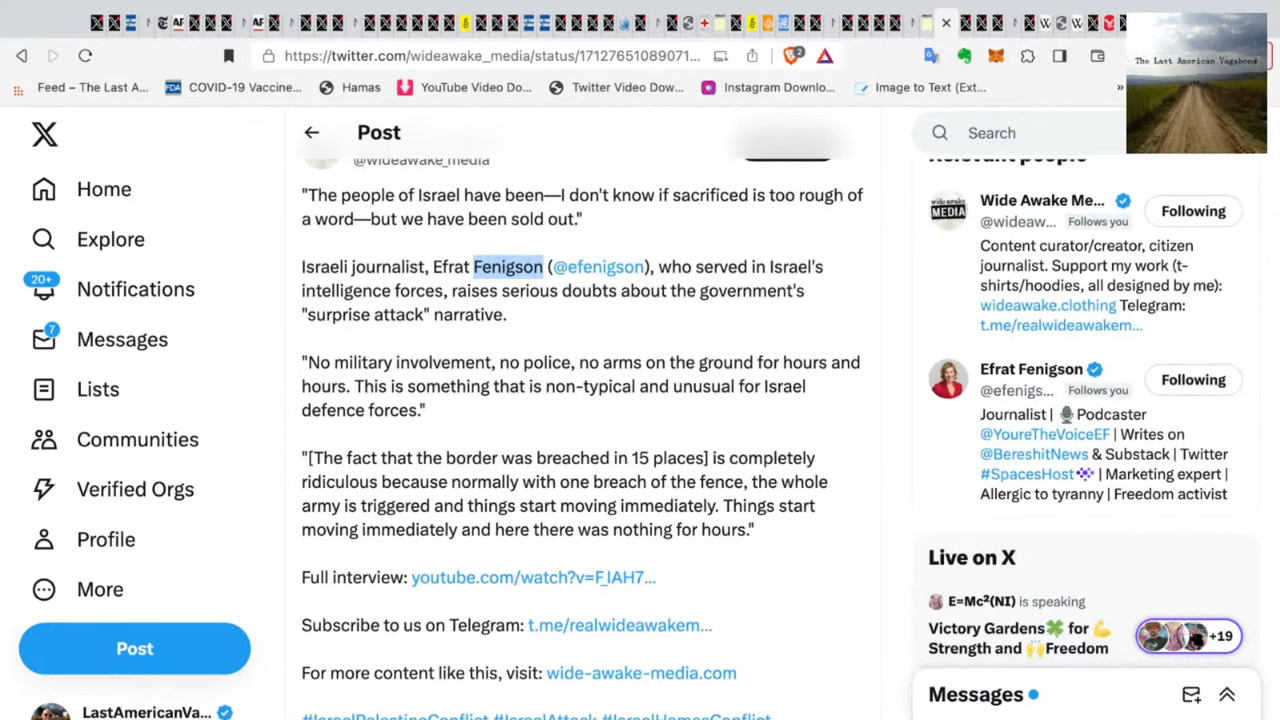 https://twitter.com/wideawake_media/status/17127651089071...
2
Feed – The Last A...
COVID-19 Vaccine...
Hamas
YouTube Video Do...
Twitter Video Dow...
Instagram Downlo...
Image to Text (Ext...
»
The Last American Vagabond
Home
Explore
20+
Notifications
7
Messages
Lists
Communities
Verified Orgs
Profile
More
Post
LastAmericanVa...
Post
@wideawake_media
"The people of Israel have been—I don't know if sacrificed is too rough of
a word—but we have been sold out."
Israeli journalist, Efrat Fenigson (@efenigson), who served in Israel's
intelligence forces, raises serious doubts about the government's
"surprise attack" narrative.
"No military involvement, no police, no arms on the ground for hours and
hours. This is something that is non-typical and unusual for Israel
defence forces."
"[The fact that the border was breached in 15 places] is completely
ridiculous because normally with one breach of the fence, the whole
army is triggered and things start moving immediately. Things start
moving immediately and here there was nothing for hours."
Full interview: youtube.com/watch?v=F_IAH7...
Subscribe to us on Telegram: t.me/realwideawakem...
For more content like this, visit: wide-awake-media.com
#IsraelPalestineConflict #IsraelAttack #IsraelHamasConflict
Search
Relevant people
Wide Awake Me...
@wideaw... Follows you
Following
Content curator/creator, citizen
journalist. Support my work (t-
shirts/hoodies, all designed by me):
wideawake.clothing Telegram:
t.me/realwideawakem...
Efrat Fenigson
@efenigs... Follows you
Following
Journalist | 🎙️Podcaster
@YoureTheVoiceEF | Writes on
@BereshitNews & Substack | Twitter
#SpacesHost | Marketing expert |
Allergic to tyranny | Freedom activist
Live on X
E=Mc²(NI) is speaking
Victory Gardens🍀 for 💪
Strength and 🙌Freedom
+19
Messages